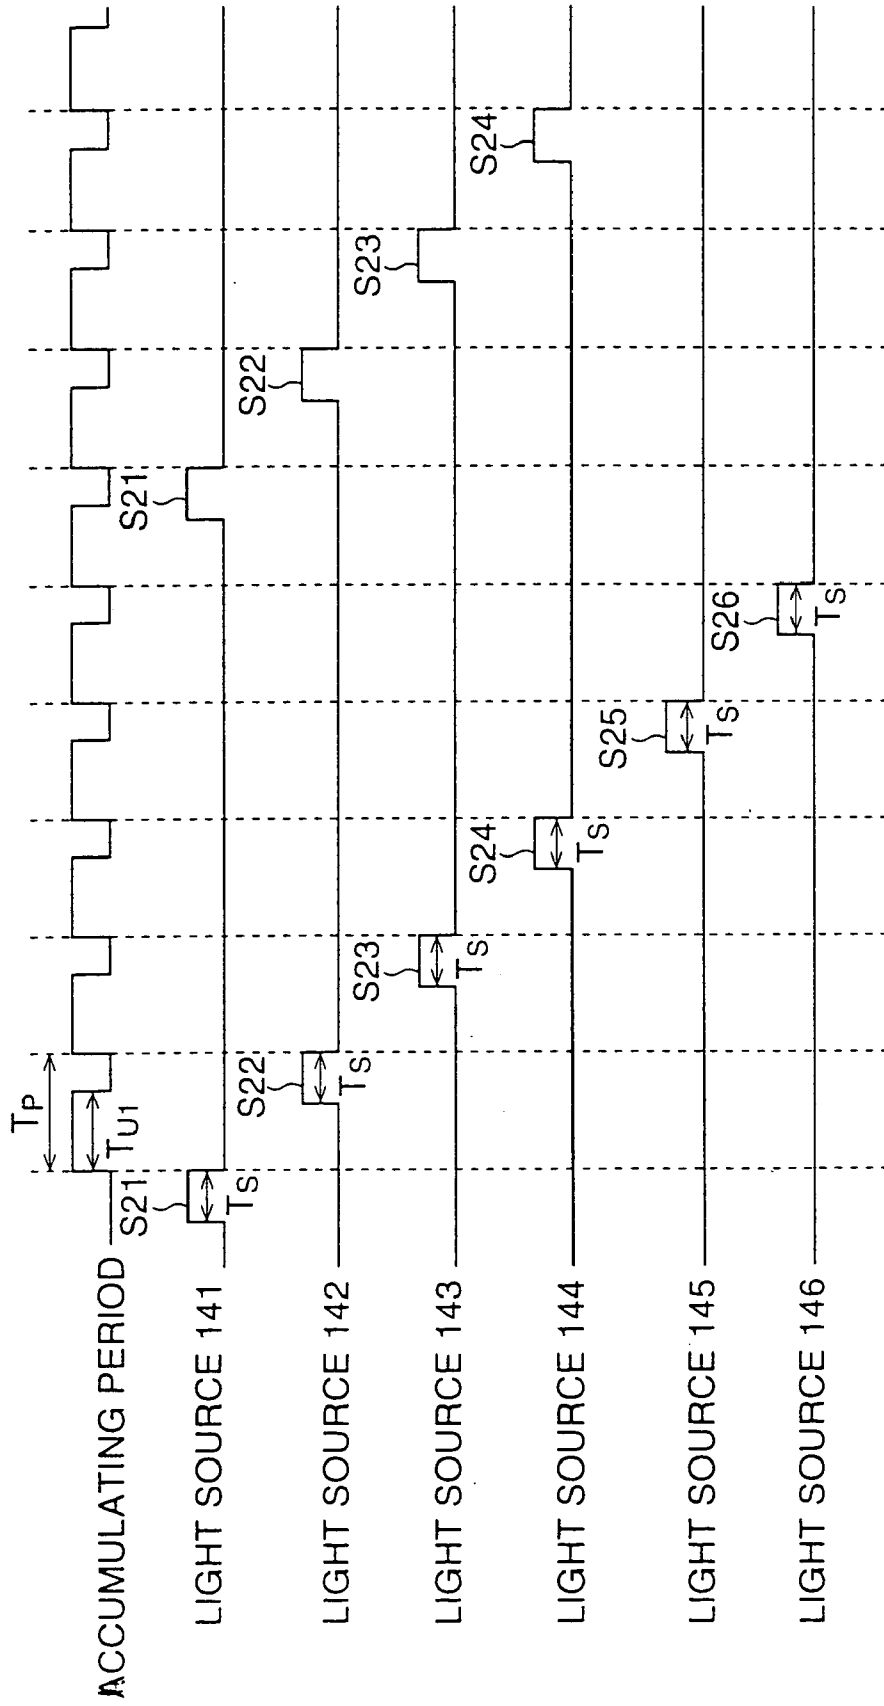 ACCUMULATING PERIOD
TP
TU1
LIGHT SOURCE 141
S21
TS
S21
LIGHT SOURCE 142
S22
TS
S22
LIGHT SOURCE 143
S23
TS
S23
LIGHT SOURCE 144
S24
TS
S24
LIGHT SOURCE 145
S25
TS
LIGHT SOURCE 146
S26
TS